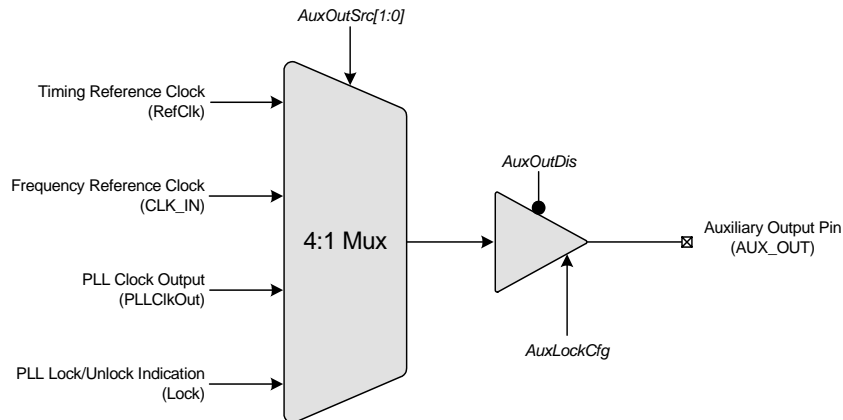 AuxOutSrc[1:0]
Timing Reference Clock
(RefClk)
Frequency Reference Clock
(CLK_IN)
PLL Clock Output
(PLLClkOut)
PLL Lock/Unlock Indication
(Lock)
4:1 Mux
AuxOutDis
AuxLockCfg
Auxiliary Output Pin
(AUX_OUT)